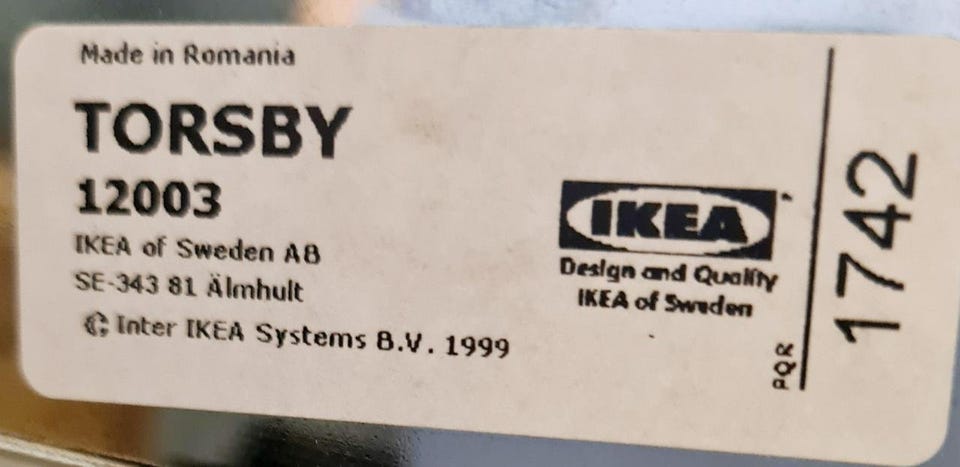 Made in Romania
TORSBY
12003
IKEA of Sweden AB
SE-343 81 Älmhult
© Inter IKEA Systems B.V. 1999
IKEA
Design and Quality
IKEA of Sweden
PQR
1742